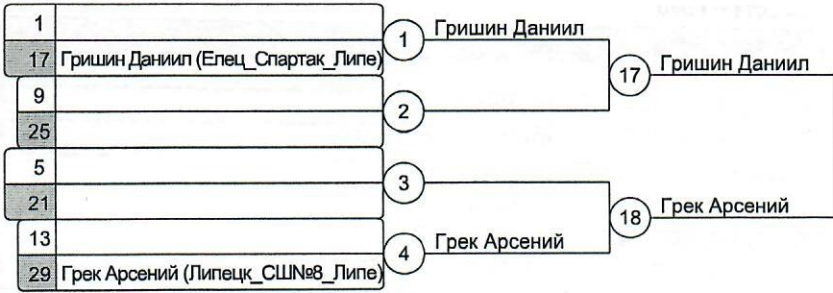 1
17 Гришин Даниил (Елец_Спартак_Липе)
1 Гришин Даниил
9
25
2
17 Гришин Даниил
5
21
3
13
29 Грек Арсений (Липецк_СШ№8_Липе)
4 Грек Арсений
18 Грек Арсений